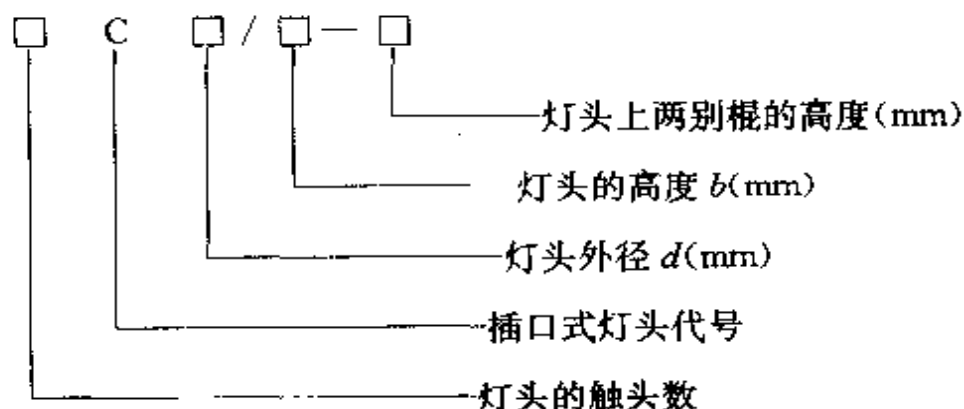 □ C □/□—□
灯头上两别棍的高度(mm)
灯头的高度 b(mm)
灯头外径 d(mm)
插口式灯头代号
灯头的触头数